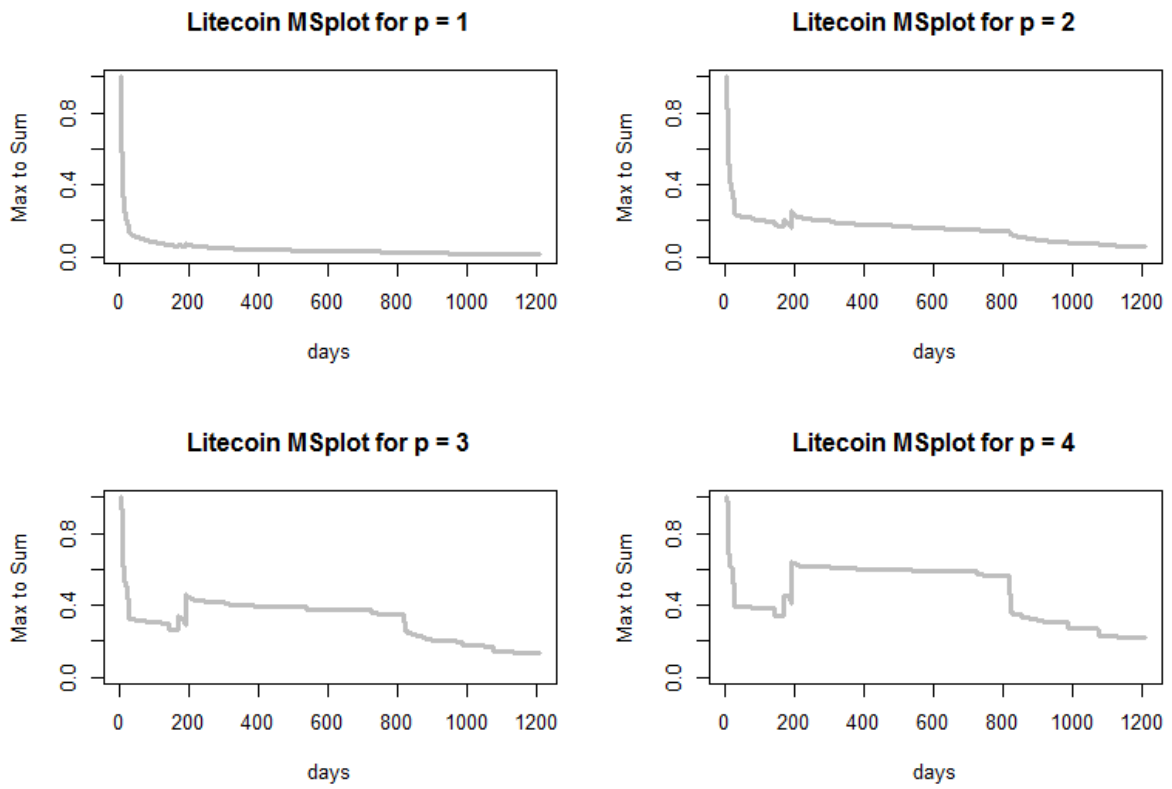 Litecoin MSplot for p = 1
Max to Sum
0.0 0.4 0.8
0 200 400 600 800 1000 1200
days
Litecoin MSplot for p = 2
Max to Sum
0.0 0.4 0.8
0 200 400 600 800 1000 1200
days
Litecoin MSplot for p = 3
Max to Sum
0.0 0.4 0.8
0 200 400 600 800 1000 1200
days
Litecoin MSplot for p = 4
Max to Sum
0.0 0.4 0.8
0 200 400 600 800 1000 1200
days